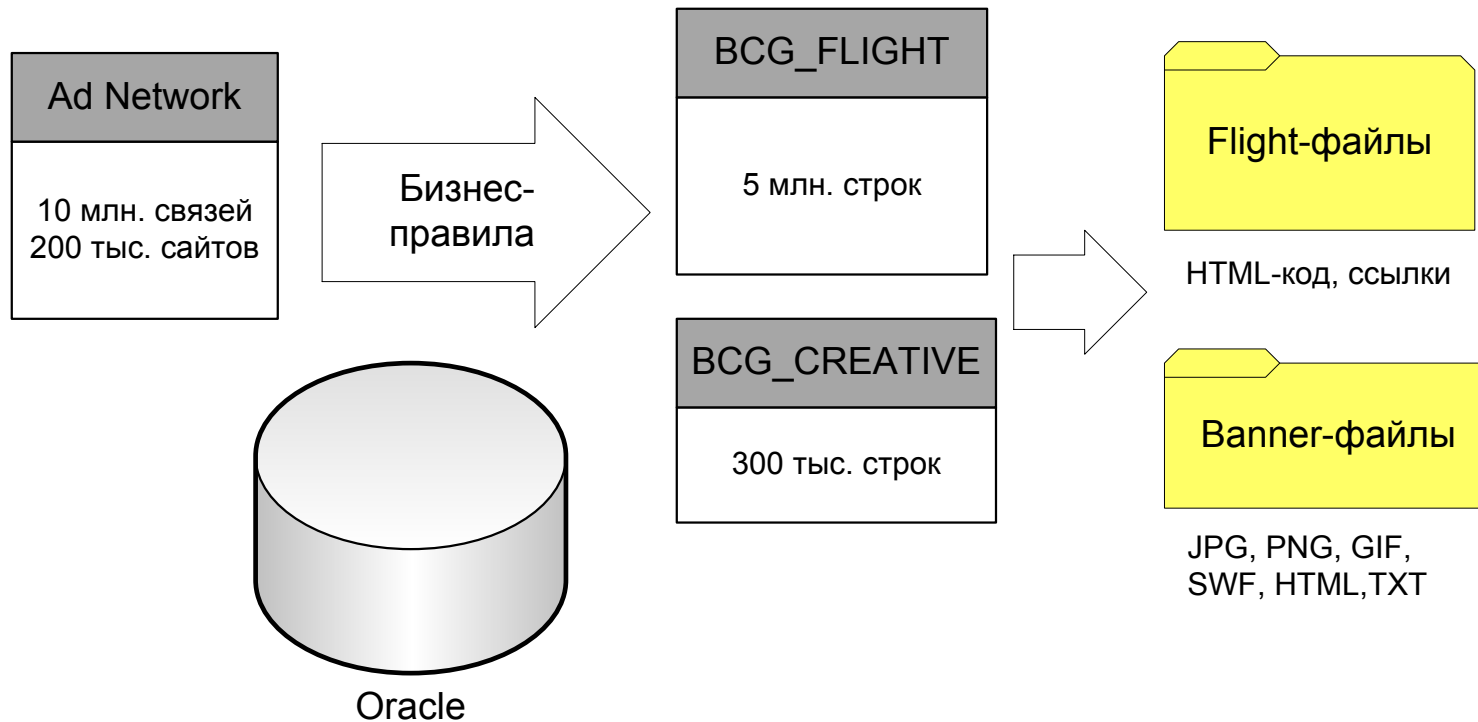 Ad Network
10 млн. связей
200 тыс. сайтов
Бизнес-
правила
Oracle
BCG_FLIGHT
5 млн. строк
BCG_CREATIVE
300 тыс. строк
Flight-файлы
HTML-код, ссылки
Banner-файлы
JPG, PNG, GIF,
SWF, HTML,TXT